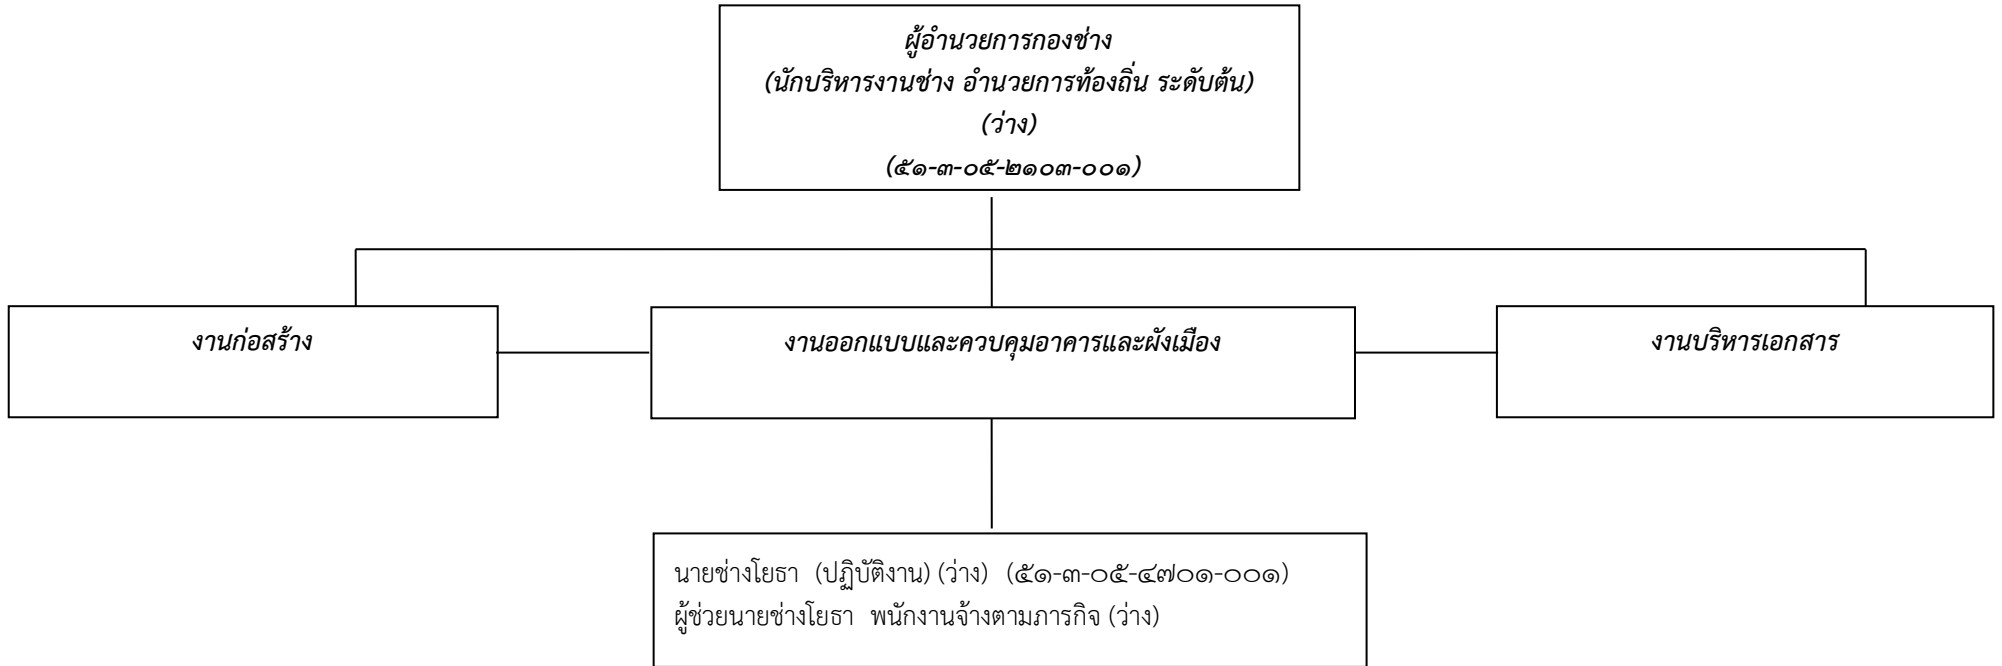 ผู้อำนวยการกองช่าง
(นักบริหารงานช่าง อำนวยการท้องถิ่น ระดับต้น)
(ว่าง)
(๕๑-๓-๐๕-๒๑๐๓-๐๐๑)
งานก่อสร้าง
งานออกแบบและควบคุมอาคารและผังเมือง
งานบริหารเอกสาร
นายช่างโยธา (ปฏิบัติงาน) (ว่าง) (๕๑-๓-๐๕-๔๗๐๑-๐๐๑)
ผู้ช่วยนายช่างโยธา พนักงานจ้างตามภารกิจ (ว่าง)